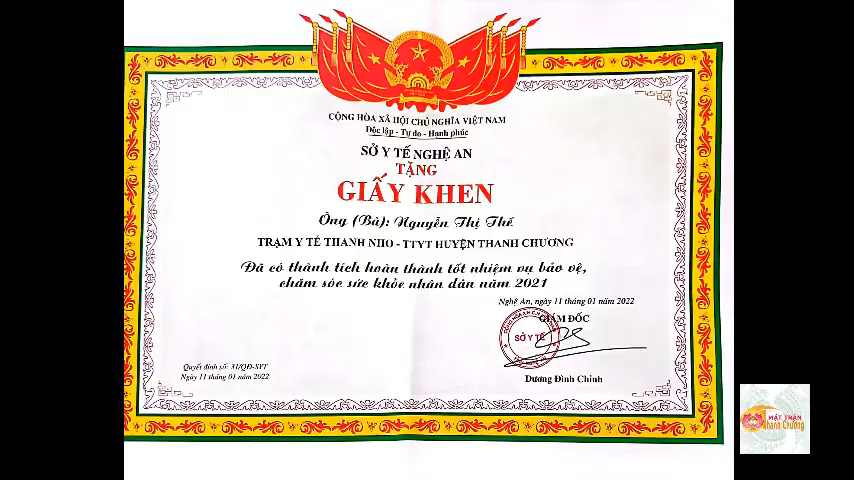 CỘNG HÒA XÃ HỘI CHỦ NGHĨA VIỆT NAM
Độc lập - Tự do - Hạnh phúc
SỞ Y TẾ NGHỆ AN
TẶNG
GIẤY KHEN
Ông (Bà): Nguyễn Thị Thế
TRẠM Y TẾ THANH NHO - TTYT HUYỆN THANH CHƯƠNG
Đã có thành tích hoàn thành tốt nhiệm vụ bảo vệ,
chăm sóc sức khỏe nhân dân năm 2021
Nghệ An, ngày 11 tháng 01 năm 2022
GIÁM ĐỐC
SỞ Y TẾ
Quyết định số: 31/QĐ-SYT
Ngày 11 tháng 01 năm 2022
Dương Đình Chỉnh
MẶT TRẬN
Thanh Chương